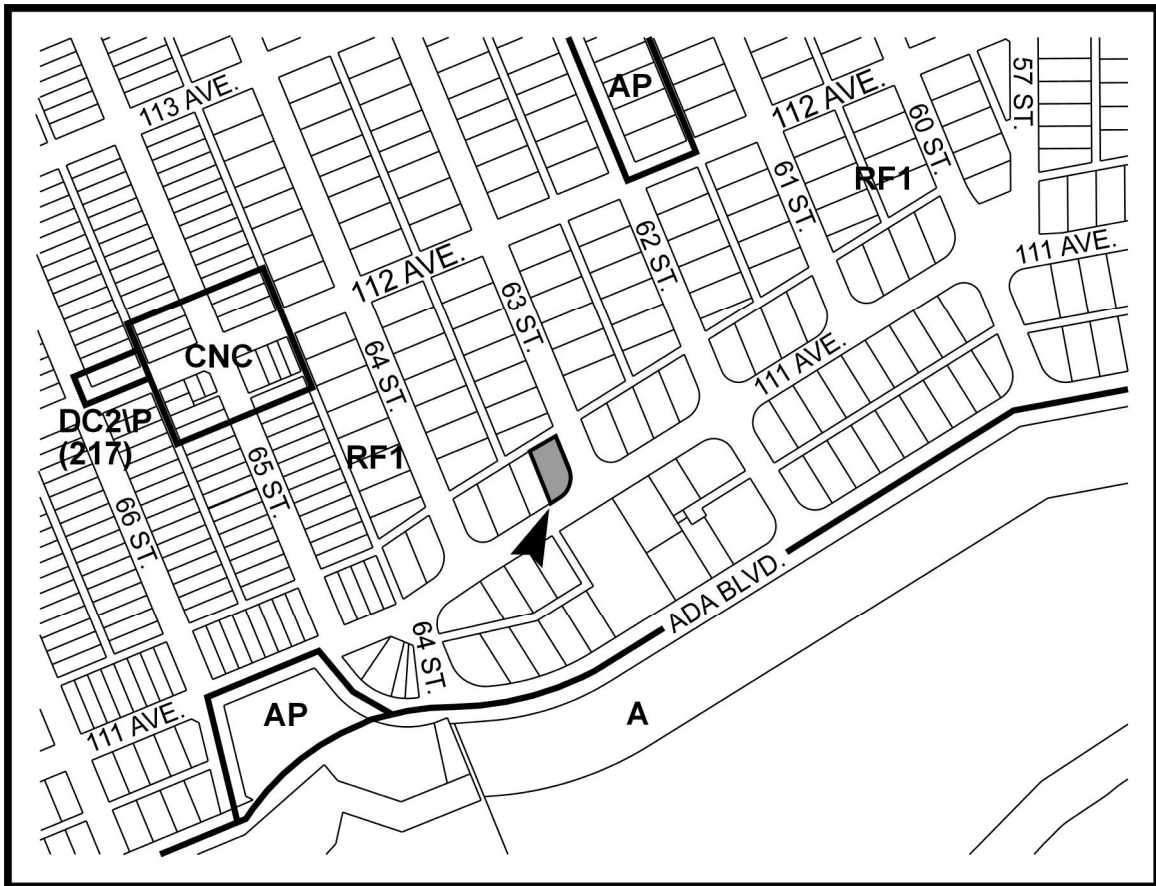 AP
57 ST.
113 AVE.
112 AVE.
60 ST.
RF1
61 ST.
62 ST.
111 AVE.
112 AVE.
63 ST.
CNC
64 ST.
111 AVE.
DC2\P
(217)
RF1
65 ST.
66 ST.
ADA BLVD.
64 ST.
AP
A
111 AVE.